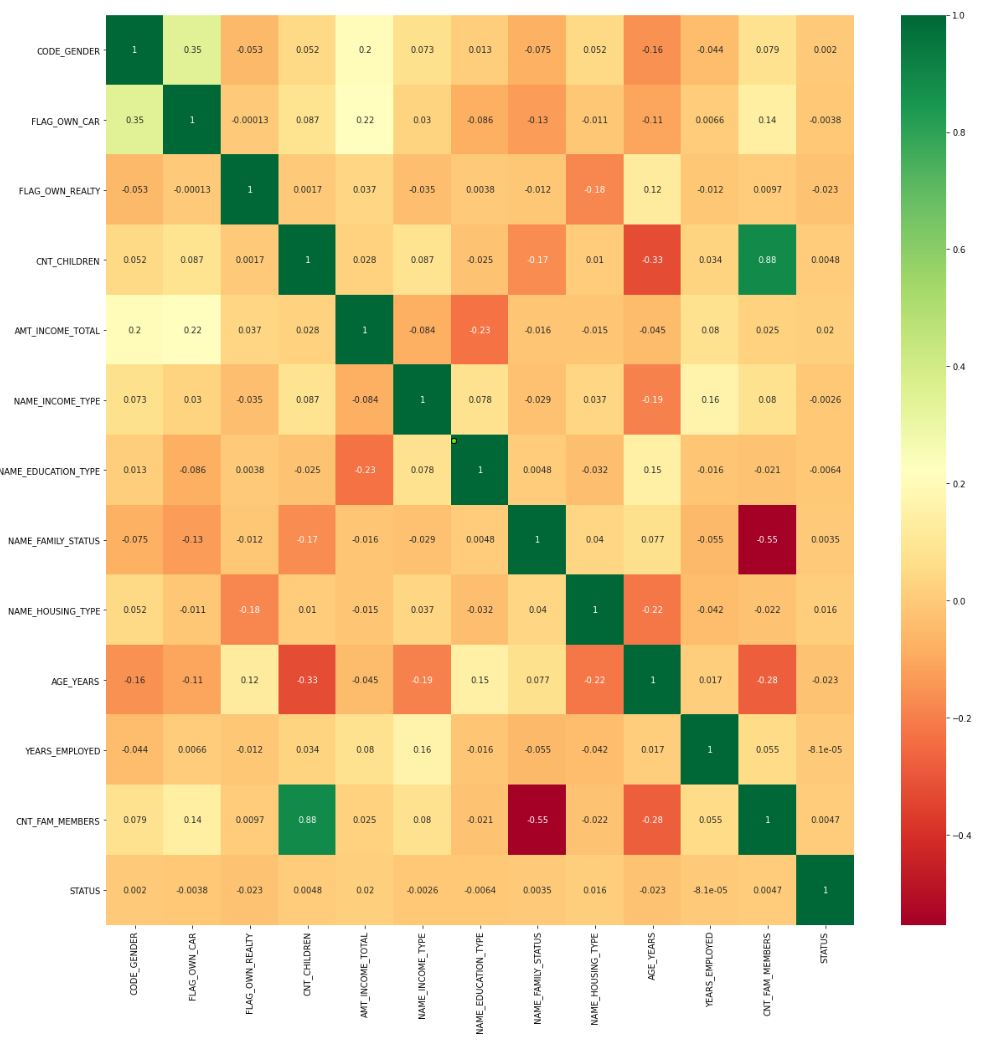 CODE_GENDER 1 0.35 -0.053 0.052 0.2 0.073 0.013 -0.075 0.052 -0.16 -0.044 0.079 0.002
FLAG_OWN_CAR 0.35 1 -0.00013 0.087 0.22 0.03 -0.086 -0.13 -0.011 -0.11 0.0066 0.14 -0.0038
FLAG_OWN_REALTY -0.053 -0.00013 1 0.0017 0.037 -0.035 0.0038 -0.012 -0.18 0.12 -0.012 0.0097 -0.023
CNT_CHILDREN 0.052 0.087 0.0017 1 0.028 0.087 -0.025 -0.17 0.01 -0.33 0.034 0.88 0.0048
AMT_INCOME_TOTAL 0.2 0.22 0.037 0.028 1 -0.084 -0.23 -0.016 -0.015 -0.045 0.08 0.025 0.02
NAME_INCOME_TYPE 0.073 0.03 -0.035 0.087 -0.084 1 0.078 -0.029 0.037 -0.19 0.16 0.08 -0.0026
NAME_EDUCATION_TYPE 0.013 -0.086 0.0038 -0.025 -0.23 0.078 1 0.0048 -0.032 0.15 -0.016 -0.021 -0.0064
NAME_FAMILY_STATUS -0.075 -0.13 -0.012 -0.17 -0.016 -0.029 0.0048 1 0.04 0.077 -0.055 -0.55 0.0035
NAME_HOUSING_TYPE 0.052 -0.011 -0.18 0.01 -0.015 0.037 -0.032 0.04 1 -0.22 -0.042 -0.022 0.016
AGE_YEARS -0.16 -0.11 0.12 -0.33 -0.045 -0.19 0.15 0.077 -0.22 1 0.017 -0.28 -0.023
YEARS_EMPLOYED -0.044 0.0066 -0.012 0.034 0.08 0.16 -0.016 -0.055 -0.042 0.017 1 0.055 -8.1e-05
CNT_FAM_MEMBERS 0.079 0.14 0.0097 0.88 0.025 0.08 -0.021 -0.55 -0.022 -0.28 0.055 1 0.0047
STATUS 0.002 -0.0038 -0.023 0.0048 0.02 -0.0026 -0.0064 0.0035 0.016 -0.023 -8.1e-05 0.0047 1
CODE_GENDER
FLAG_OWN_CAR
FLAG_OWN_REALTY
CNT_CHILDREN
AMT_INCOME_TOTAL
NAME_INCOME_TYPE
NAME_EDUCATION_TYPE
NAME_FAMILY_STATUS
NAME_HOUSING_TYPE
AGE_YEARS
YEARS_EMPLOYED
CNT_FAM_MEMBERS
STATUS
1.0
0.8
0.6
0.4
0.2
0.0
−0.2
−0.4